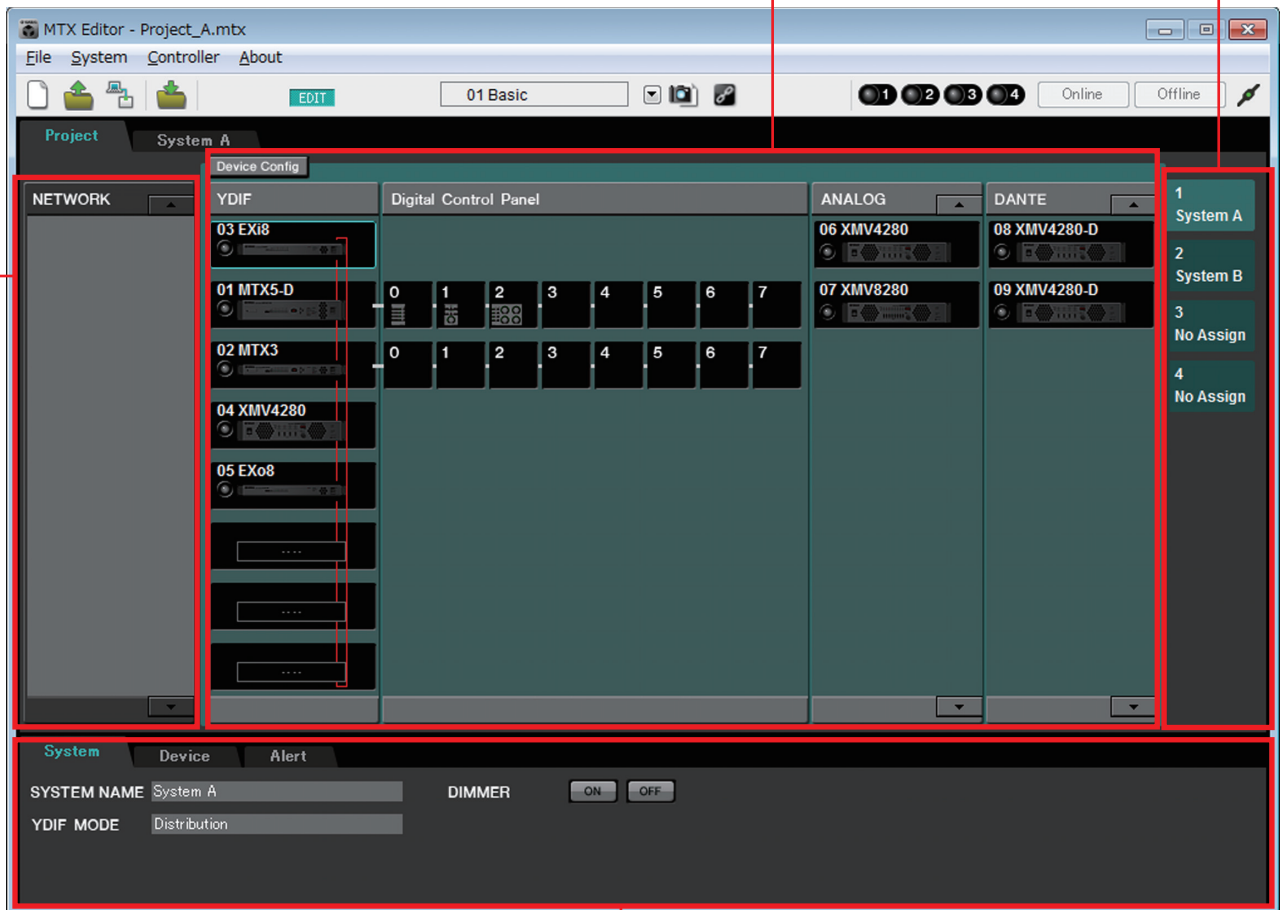 MTX Editor - Project_A.mtx
File System Controller About
EDIT
01 Basic
1 2 3 4
Online
Offline
Project
System A
Device Config
NETWORK
YDIF
Digital Control Panel
ANALOG
DANTE
03 EXi8
06 XMV4280
08 XMV4280-D
01 MTX5-D
0 1 2 3 4 5 6 7
07 XMV8280
09 XMV4280-D
02 MTX3
0 1 2 3 4 5 6 7
04 XMV4280
05 EXo8
----
----
----
1
System A
2
System B
3
No Assign
4
No Assign
System
Device
Alert
SYSTEM NAME System A
DIMMER ON OFF
YDIF MODE Distribution